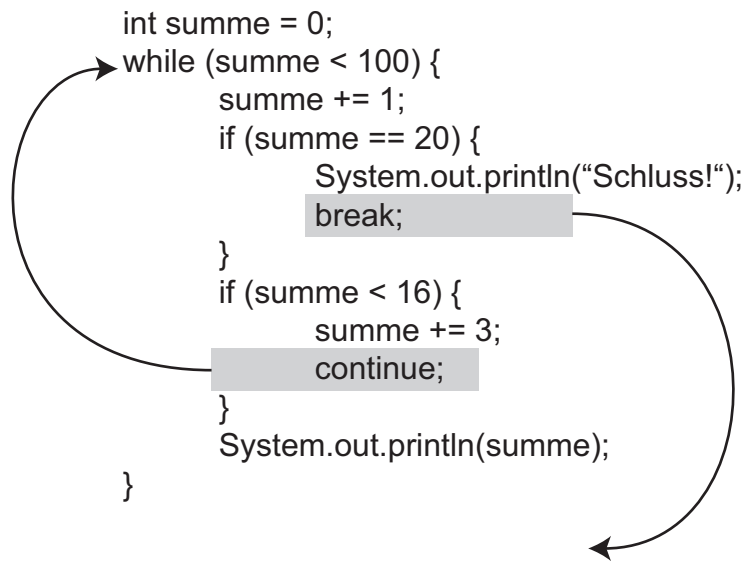 int summe = 0;
while (summe < 100) {
summe += 1;
if (summe == 20) {
System.out.println(“Schluss!“);
break;
}
if (summe < 16) {
summe += 3;
continue;
}
System.out.println(summe);
}